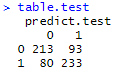 > table.test
predict.test
0 1
0 213 93
1 80 233